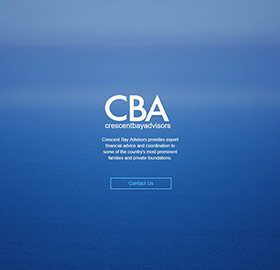 CBA
crescentbayadvisors
Crescent Bay Advisors provides expert
financial advice and coordination to
some of the country's most prominent
families and private foundations.
Contact Us